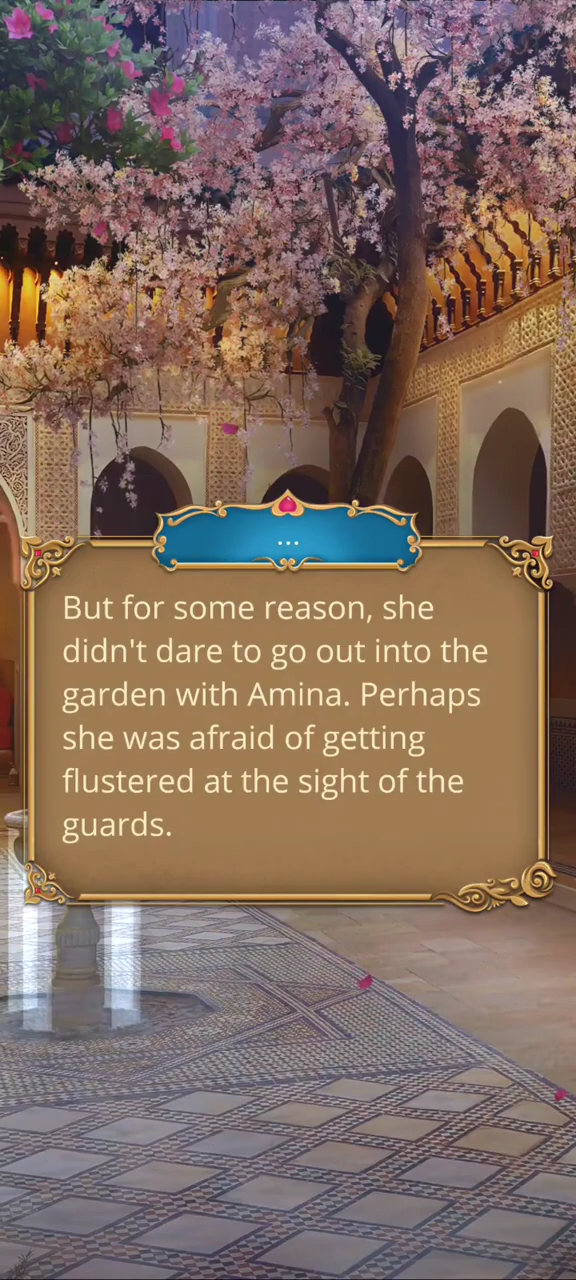 ...
But for some reason, she
didn't dare to go out into the
garden with Amina. Perhaps
she was afraid of getting
flustered at the sight of the
guards.